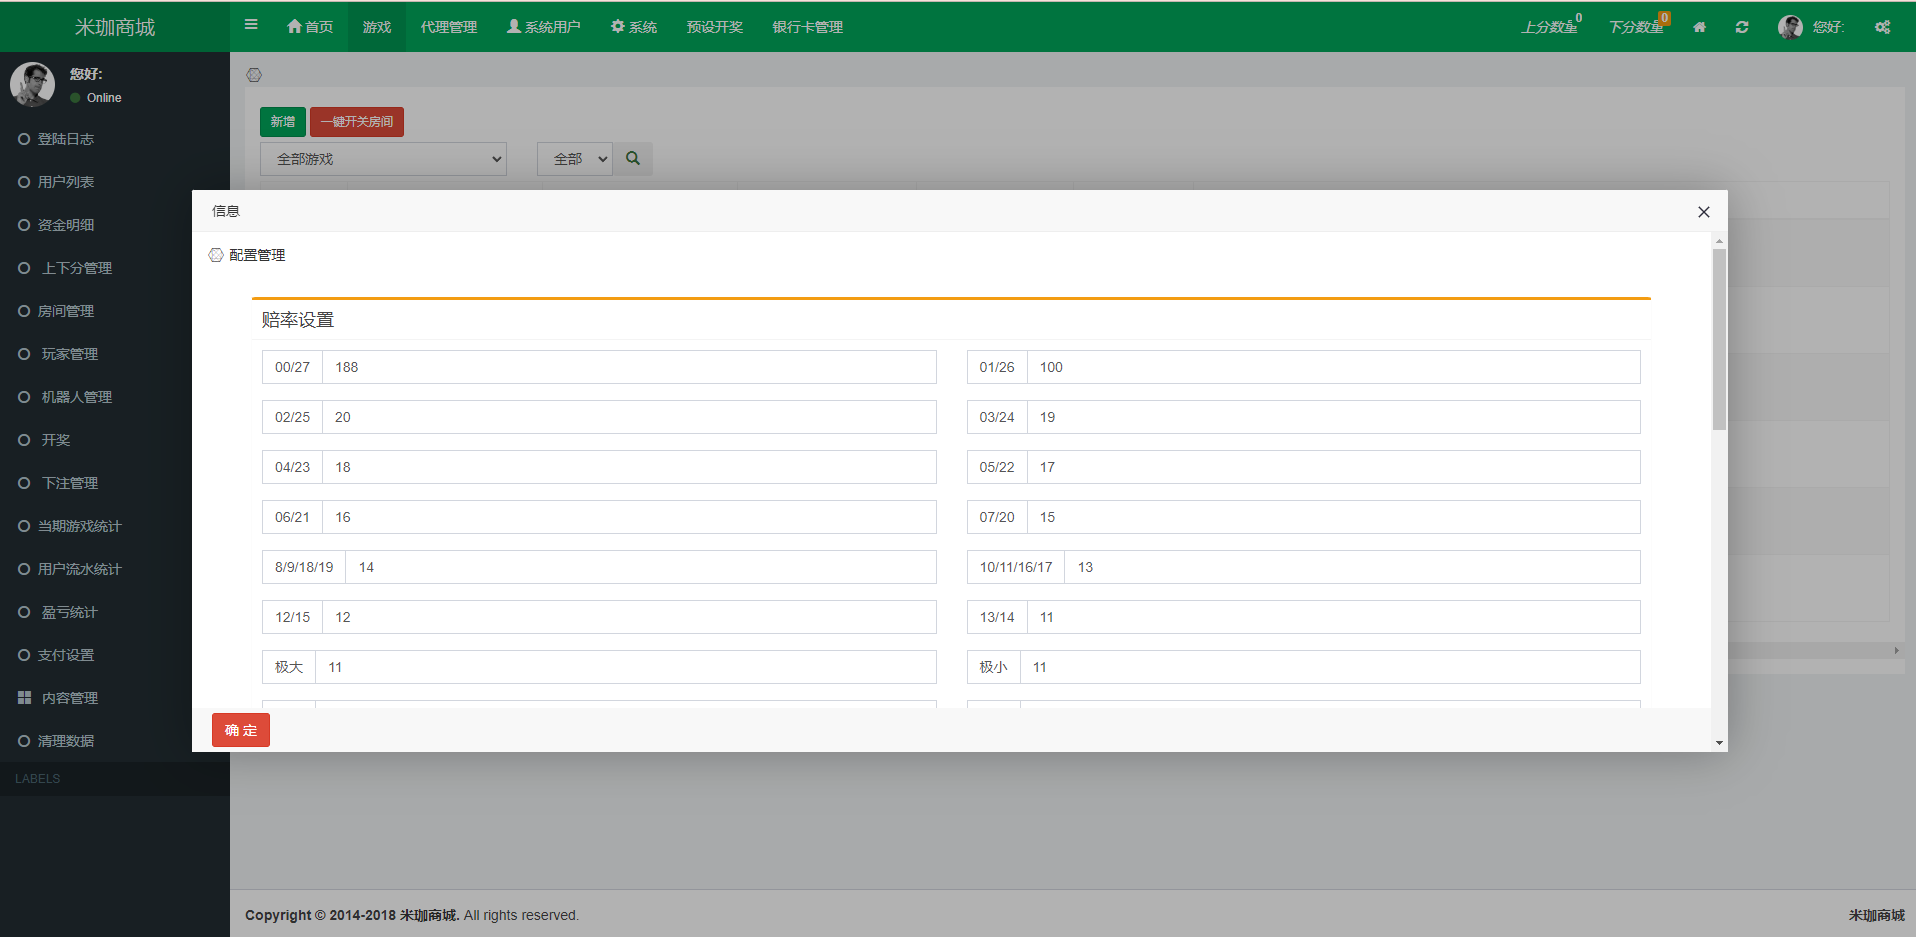 米珈商城
首页 游戏 代理管理 系统用户 系统 预设开奖 银行卡管理
上分数量 0 下分数量 0 您好:
您好:
Online
登陆日志
用户列表
资金明细
上下分管理
房间管理
玩家管理
机器人管理
开奖
下注管理
当期游戏统计
用户流水统计
盈亏统计
支付设置
内容管理
清理数据
LABELS
新增 一键开关房间
全部游戏 全部
信息
配置管理
赔率设置
00/27 188 01/26 100
02/25 20 03/24 19
04/23 18 05/22 17
06/21 16 07/20 15
8/9/18/19 14 10/11/16/17 13
12/15 12 13/14 11
极大 11 极小 11
确定
Copyright © 2014-2018 米珈商城. All rights reserved.
米珈商城